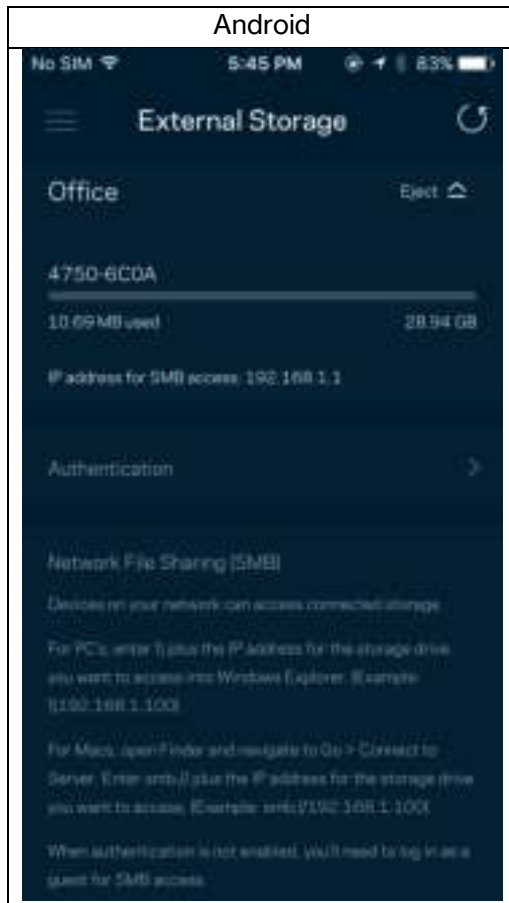 Android
No SIM 5:45 PM 83%
External Storage
Office Eject
4750-6C0A
10.69 MB used 28.94 GB
IP address for SMB access: 192.168.1.1
Authentication
Network File Sharing (SMB)
Devices on your network can access connected storage
For PC's, enter \\ plus the IP address for the storage drive
you want to access into Windows Explorer. (Example:
\\192.168.1.100)
For Macs, open Finder and navigate to Go > Connect to
Server. Enter smb:// plus the IP address for the storage drive
you want to access. (Example: smb://192.168.1.100)
When authentication is not enabled, you'll need to log in as a
guest for SMB access.